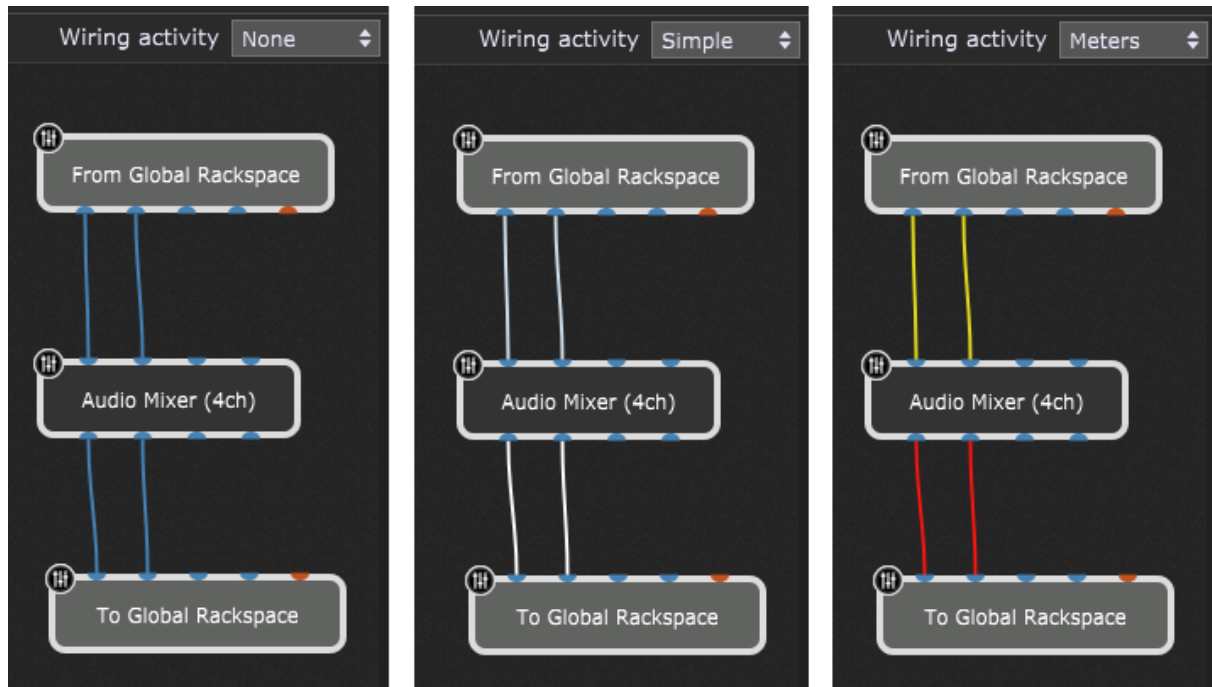 Wiring activity None
From Global Rackspace
Audio Mixer (4ch)
To Global Rackspace
Wiring activity Simple
From Global Rackspace
Audio Mixer (4ch)
To Global Rackspace
Wiring activity Meters
From Global Rackspace
Audio Mixer (4ch)
To Global Rackspace